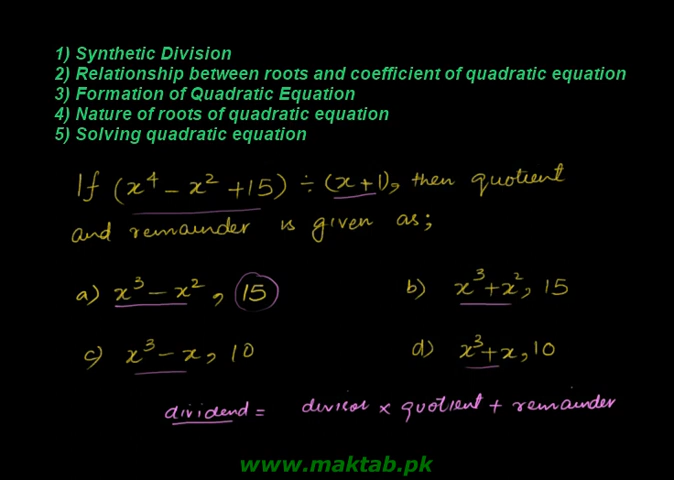 1) Synthetic Division
2) Relationship between roots and coefficient of quadratic equation
3) Formation of Quadratic Equation
4) Nature of roots of quadratic equation
5) Solving quadratic equation
If (x⁴ - x² + 15) ÷ (x + 1), then quotient
and remainder is given as;
a) x³ - x², 15 b) x³ + x², 15
c) x³ - x, 10 d) x³ + x, 10
dividend = divisor × quotient + remainder
www.maktab.pk